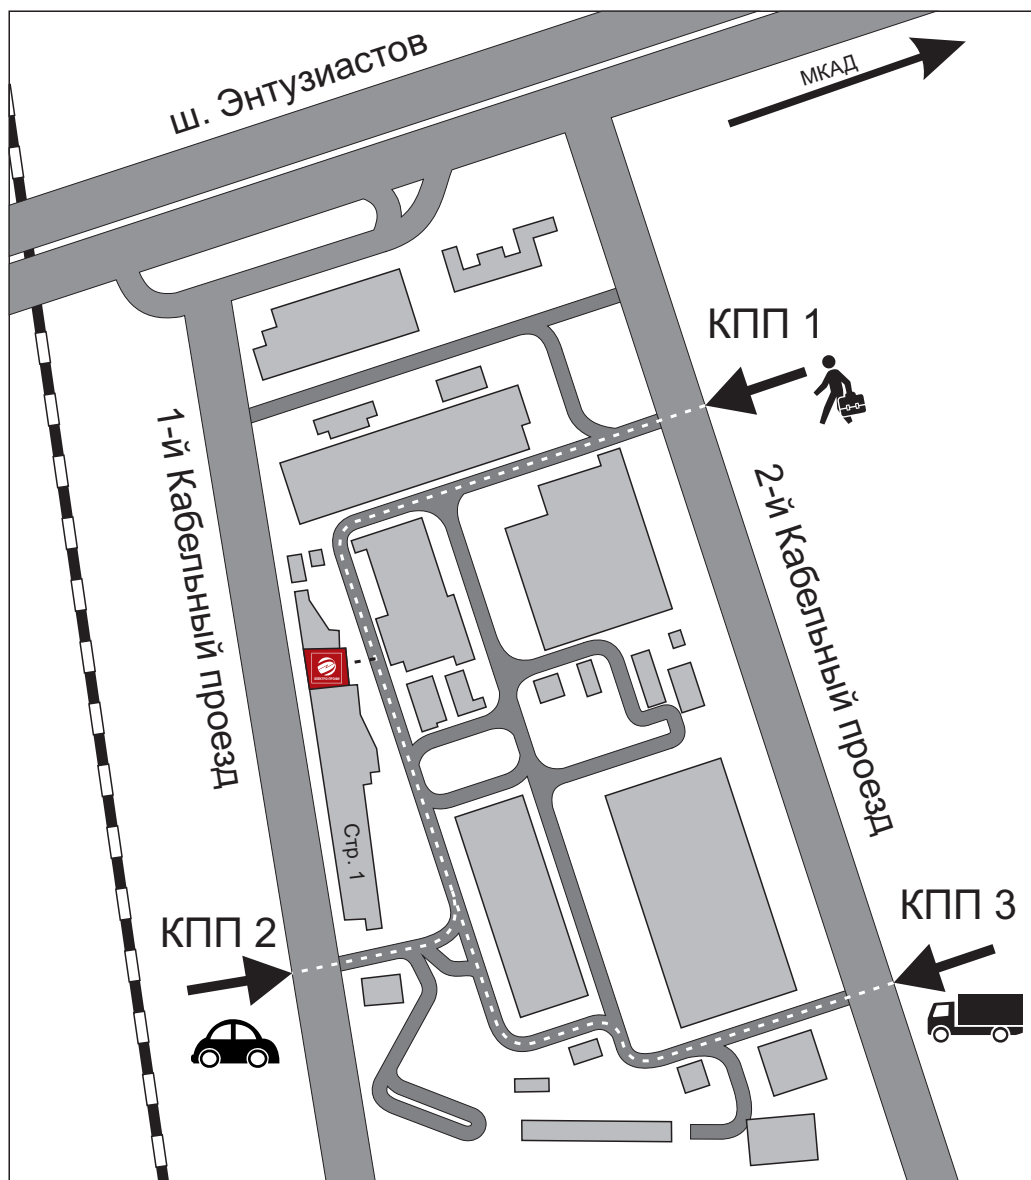 ш. Энтузиастов
МКАД
КПП 1
1-й Кабельный проезд
2-й Кабельный проезд
Стр. 1
КПП 2
КПП 3